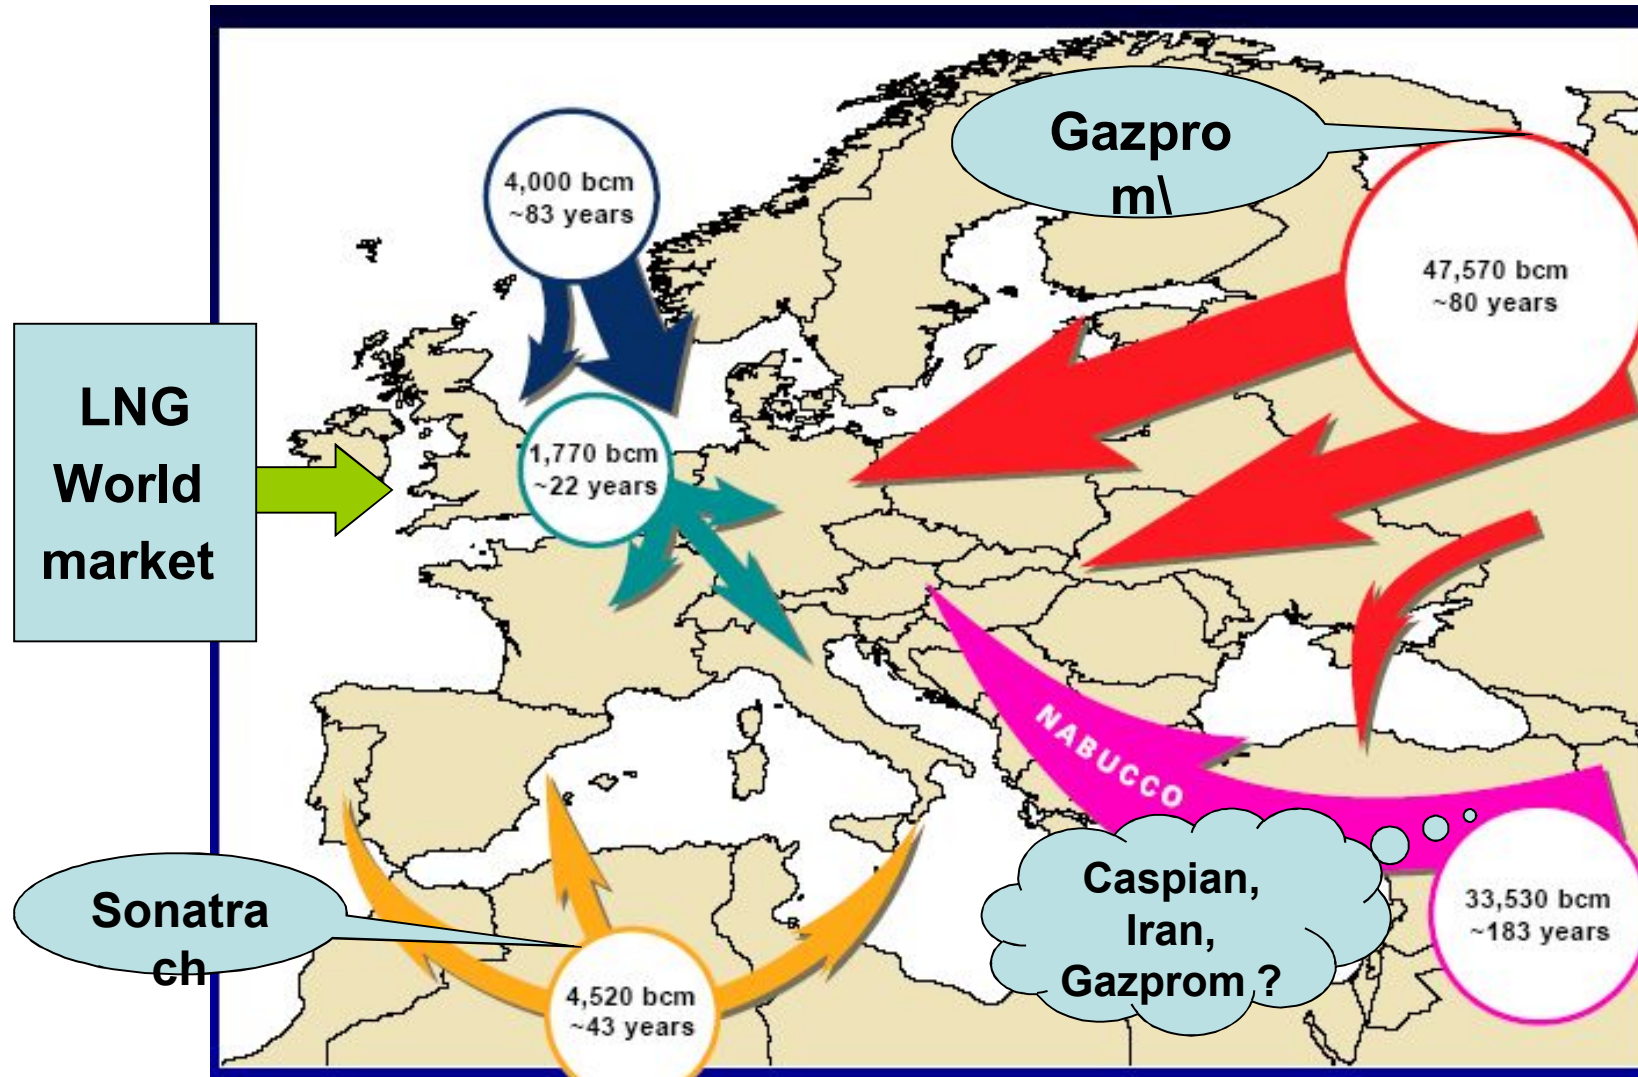 Gazpro
m\
4,000 bcm
~83 years
47,570 bcm
~80 years
LNG
World
market
1,770 bcm
~22 years
NABUCCO
Caspian,
Iran,
Gazprom ?
33,530 bcm
~183 years
Sonatra
ch
4,520 bcm
~43 years